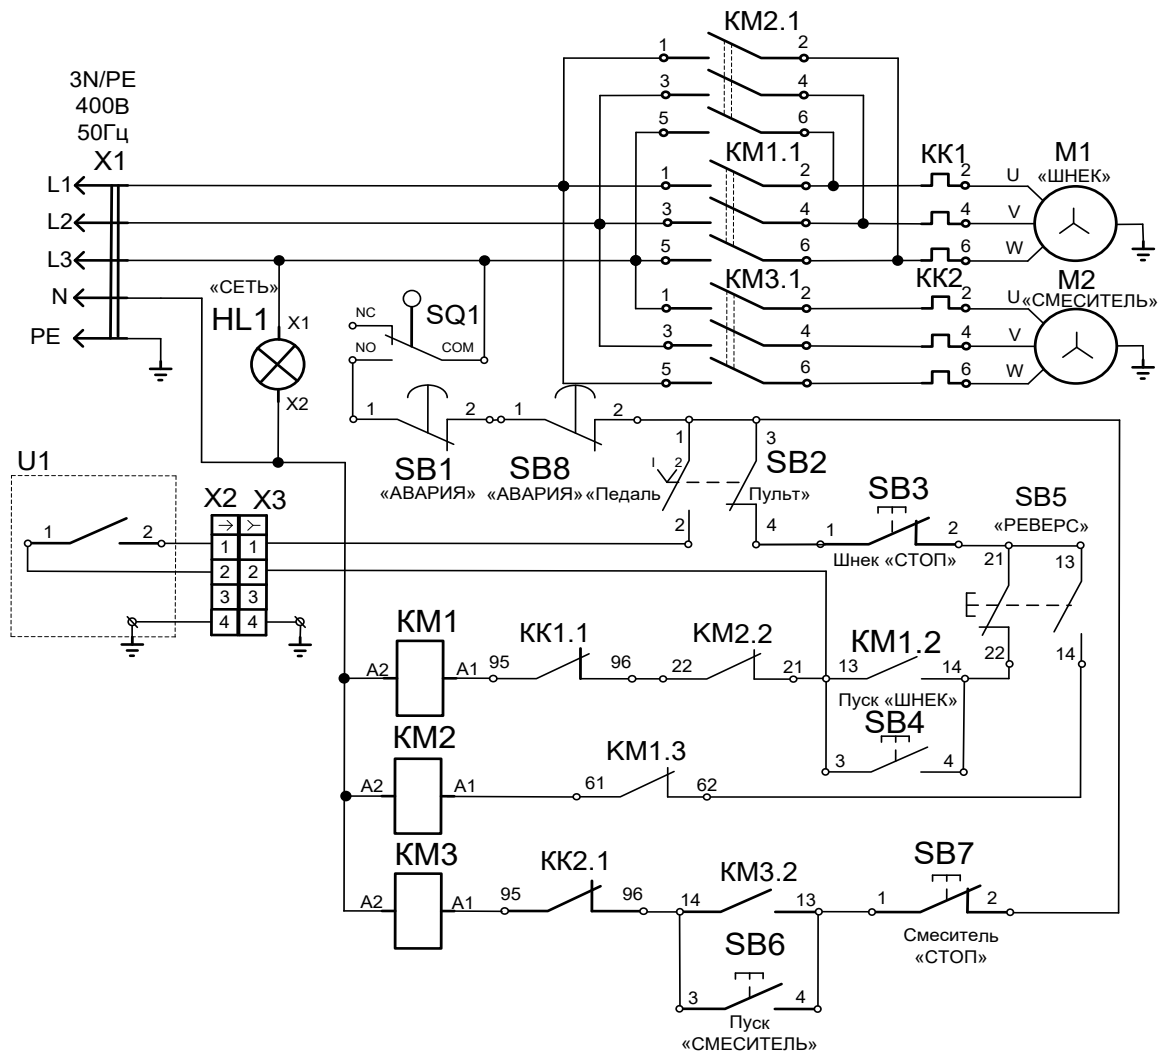 КМ2.1
1 2
3 4
5 6
3N/PE
400В
50Гц
X1
L1
L2
L3
N
PE
КМ1.1
1 2
3 4
5 6
КК1
2
4
6
U
V
W
М1
«ШНЕК»
КМ3.1
1 2
3 4
5 6
КК2
2
4
6
U
V
W
М2
«СМЕСИТЕЛЬ»
«СЕТЬ»
HL1
X1
X2
NC
NO
SQ1
COM
1 2
SB1
«АВАРИЯ»
1 2
SB8
«АВАРИЯ»
1
3
I 2
SB2
«Педаль
Пульт»
2
4
U1
1 2
X2 X3
1 1
2 2
3 3
4 4
SB3
1 2
Шнек «СТОП»
SB5
«РЕВЕРС»
21 13
22 14
КМ1
A2 A1
КК1.1
95 96
КМ2.2
22 21
КМ1.2
13 14
Пуск «ШНЕК»
SB4
3 4
КМ2
A2 A1
КМ1.3
61 62
КМ3
A2 A1
КК2.1
95 96
КМ3.2
14 13
SB7
1 2
Смеситель
«СТОП»
SB6
3 4
Пуск
«СМЕСИТЕЛЬ»